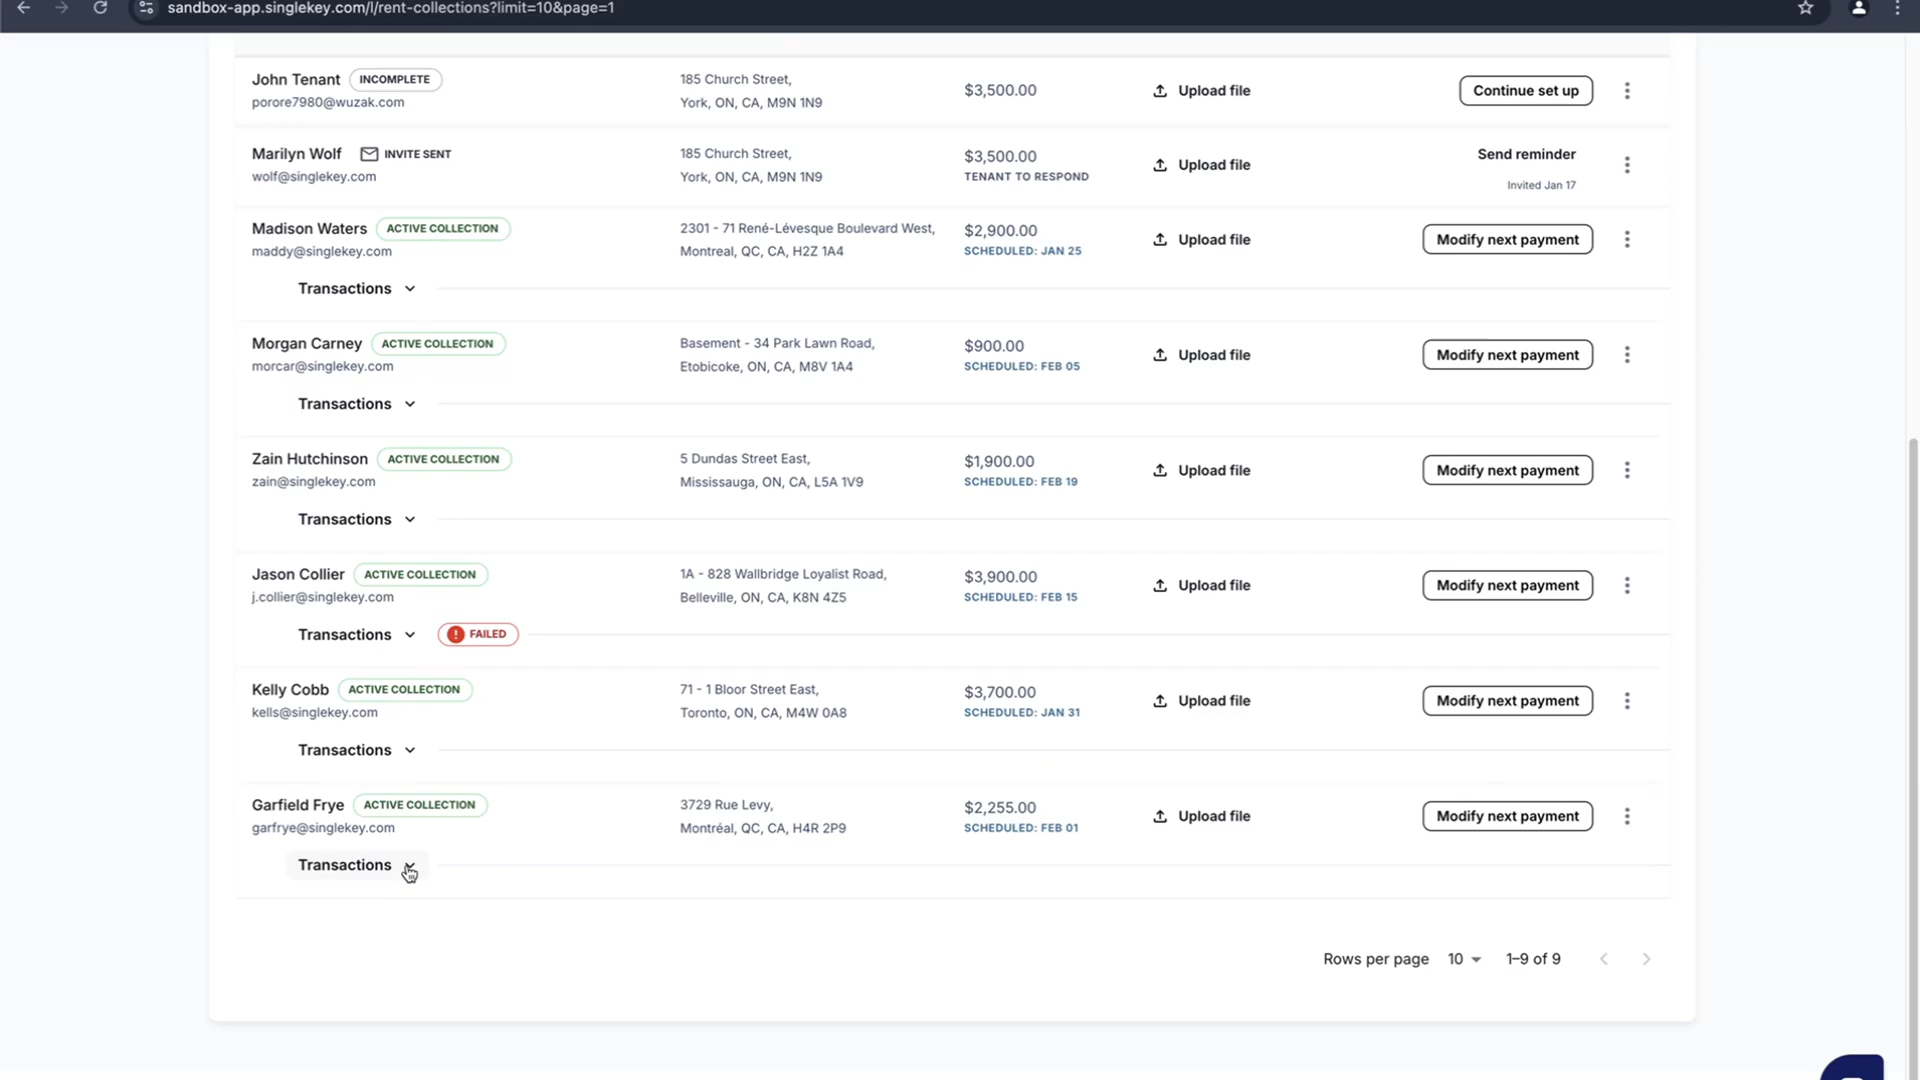 sandbox-app.singlekey.com/l/rent-collections?limit=10&page=1
John Tenant INCOMPLETE
porore7980@wuzak.com
185 Church Street,
York, ON, CA, M9N 1N9
$3,500.00
Upload file
Continue set up
Marilyn Wolf INVITE SENT
wolf@singlekey.com
185 Church Street,
York, ON, CA, M9N 1N9
$3,500.00
TENANT TO RESPOND
Upload file
Send reminder
Invited Jan 17
Madison Waters ACTIVE COLLECTION
maddy@singlekey.com
2301 - 71 René-Lévesque Boulevard West,
Montreal, QC, CA, H2Z 1A4
$2,900.00
SCHEDULED: JAN 25
Upload file
Modify next payment
Transactions
Morgan Carney ACTIVE COLLECTION
morcar@singlekey.com
Basement - 34 Park Lawn Road,
Etobicoke, ON, CA, M8V 1A4
$900.00
SCHEDULED: FEB 05
Upload file
Modify next payment
Transactions
Zain Hutchinson ACTIVE COLLECTION
zain@singlekey.com
5 Dundas Street East,
Mississauga, ON, CA, L5A 1V9
$1,900.00
SCHEDULED: FEB 19
Upload file
Modify next payment
Transactions
Jason Collier ACTIVE COLLECTION
j.collier@singlekey.com
1A - 828 Wallbridge Loyalist Road,
Belleville, ON, CA, K8N 4Z5
$3,900.00
SCHEDULED: FEB 15
Upload file
Modify next payment
Transactions FAILED
Kelly Cobb ACTIVE COLLECTION
kells@singlekey.com
71 - 1 Bloor Street East,
Toronto, ON, CA, M4W 0A8
$3,700.00
SCHEDULED: JAN 31
Upload file
Modify next payment
Transactions
Garfield Frye ACTIVE COLLECTION
garfrye@singlekey.com
3729 Rue Levy,
Montréal, QC, CA, H4R 2P9
$2,255.00
SCHEDULED: FEB 01
Upload file
Modify next payment
Transactions
Rows per page 10 1–9 of 9